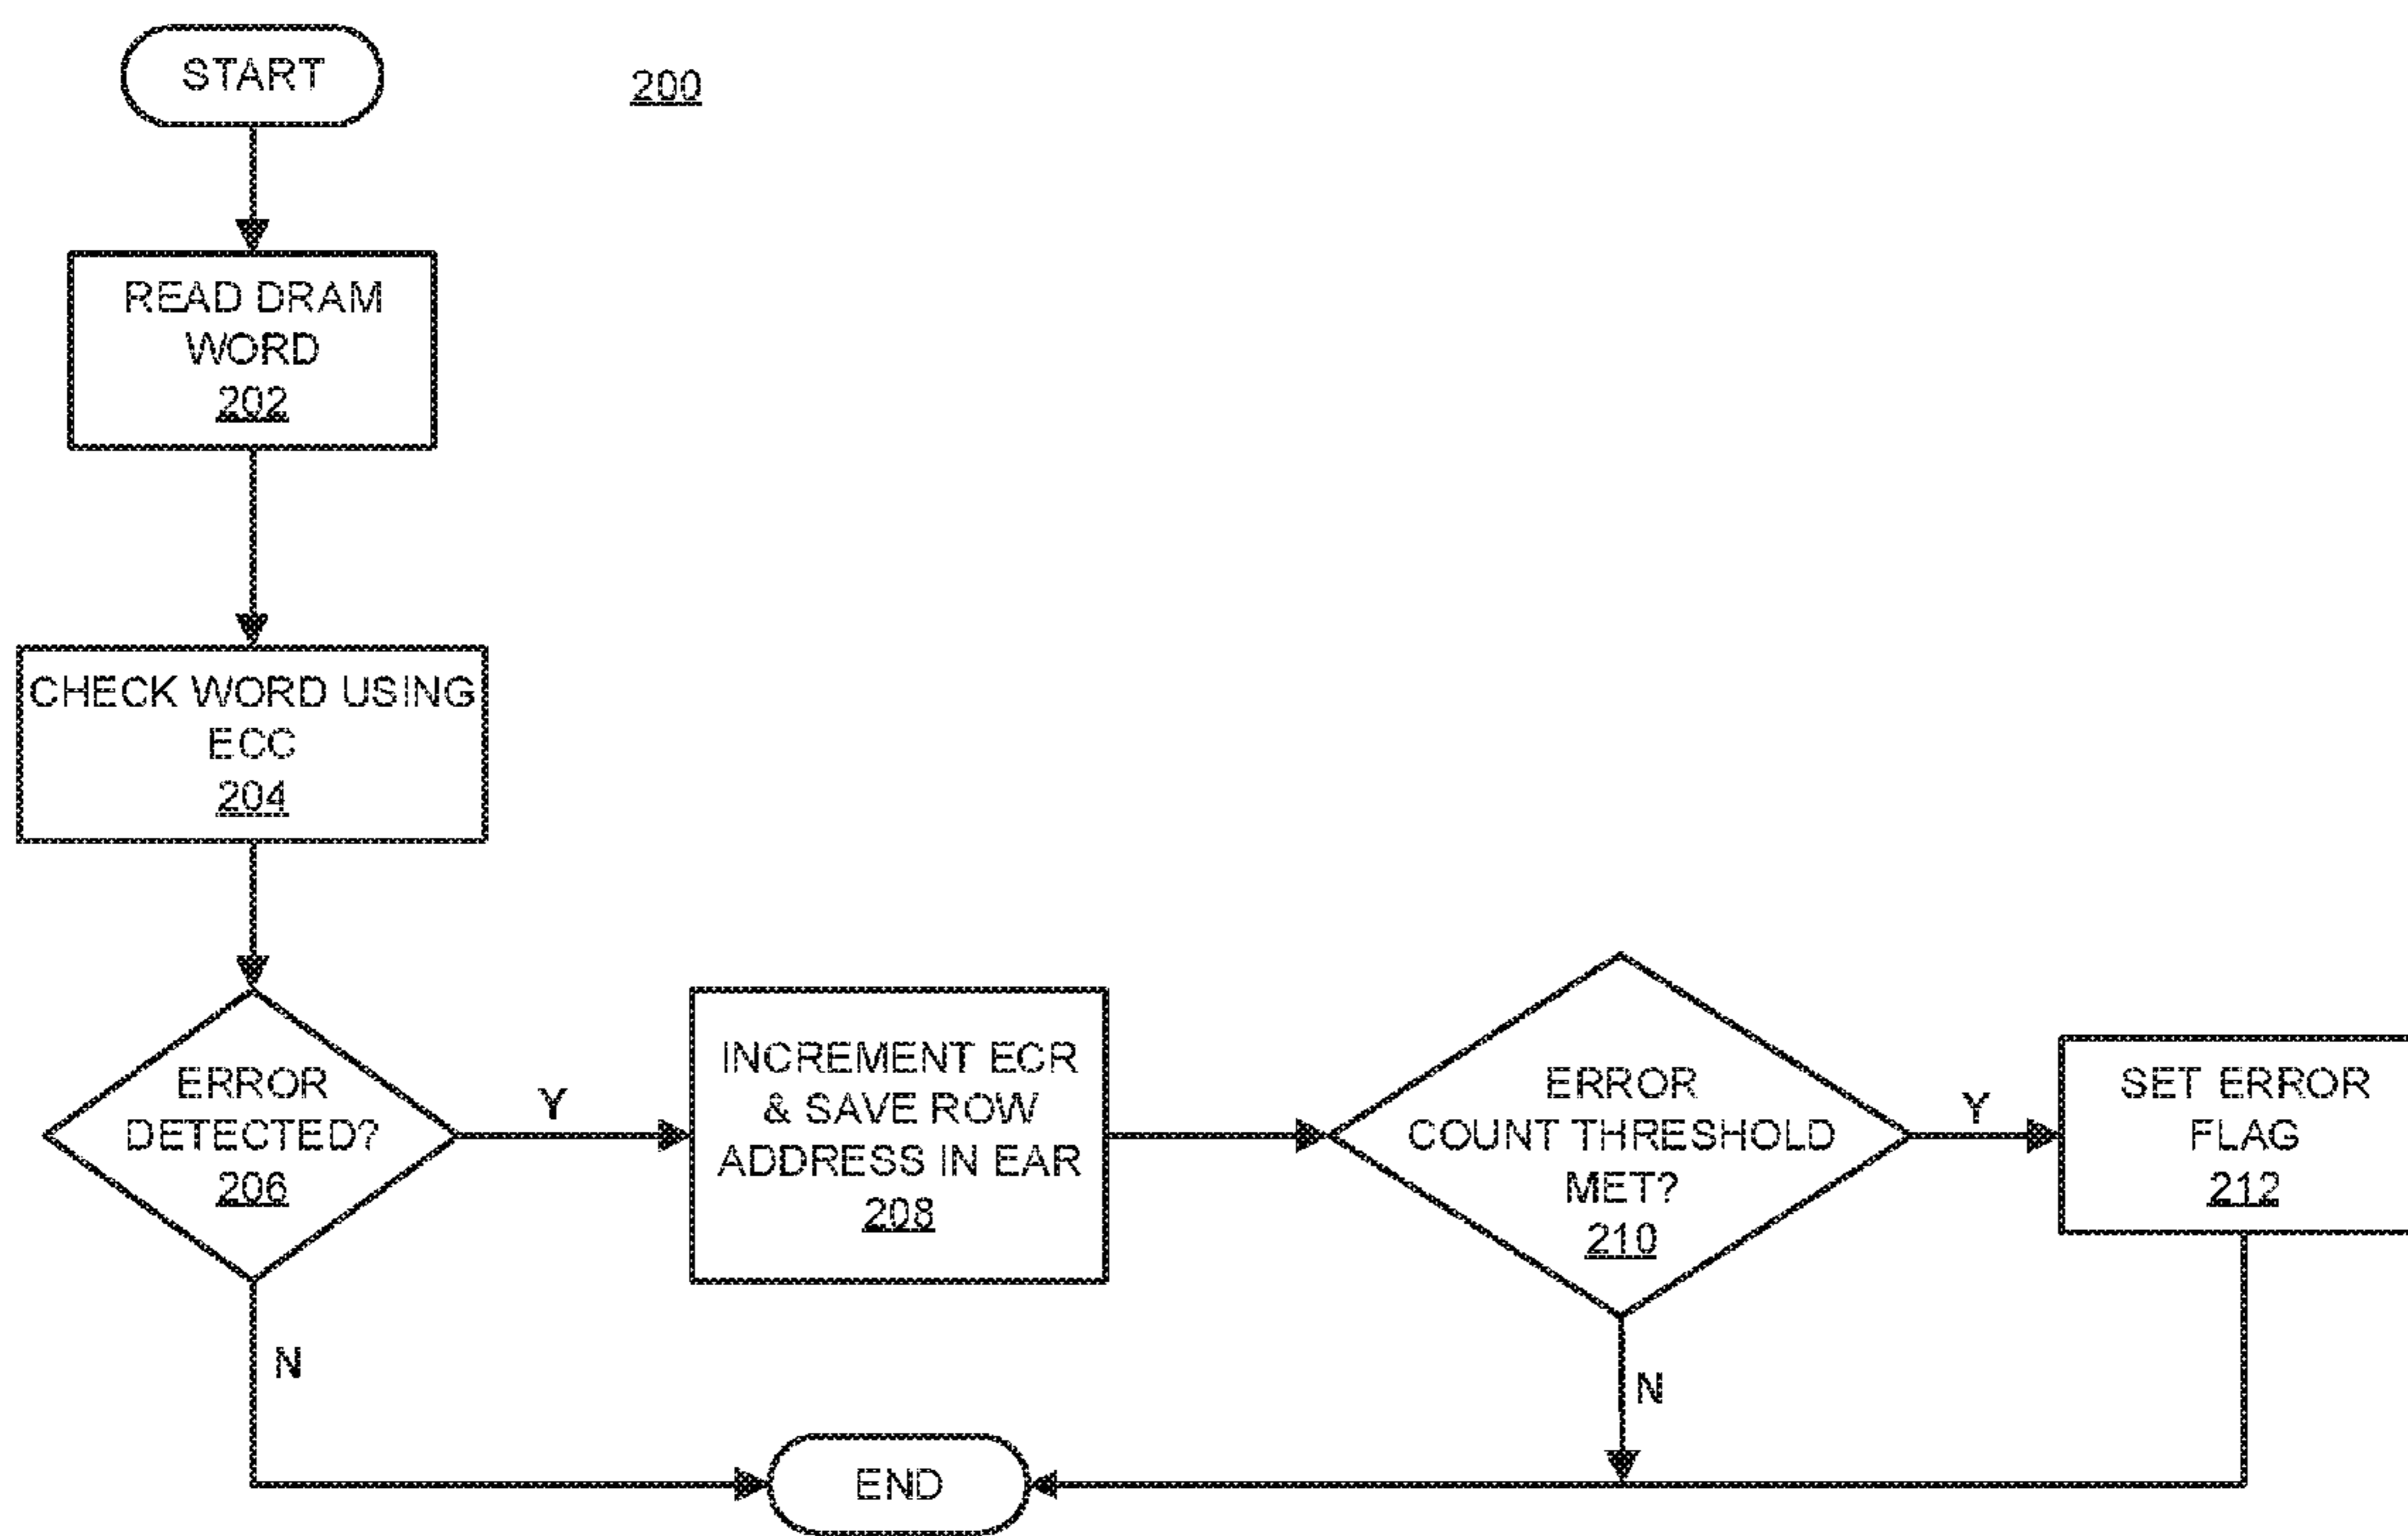 START
200
READ DRAM
WORD
202
CHECK WORD USING
ECC
204
ERROR
DETECTED?
206
Y
N
INCREMENT ECR
& SAVE ROW
ADDRESS IN EAR
208
ERROR
COUNT THRESHOLD
MET?
210
Y
N
SET ERROR
FLAG
212
END